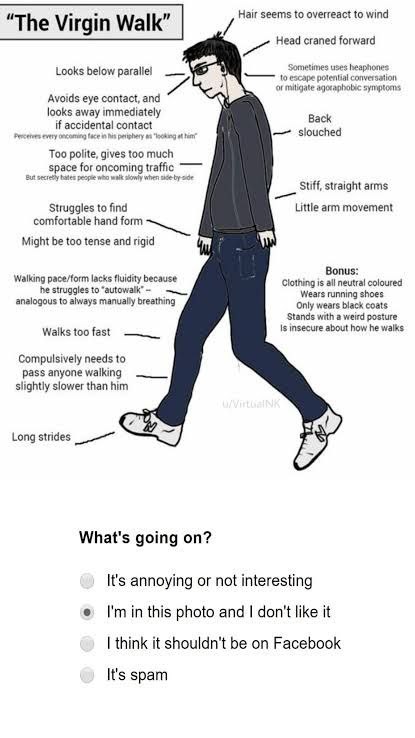 "The Virgin Walk"
Hair seems to overreact to wind
Head craned forward
Looks below parallel
Sometimes uses heaphones
to escape potential conversation
or mitigate agoraphobic symptoms
Avoids eye contact, and
looks away immediately
if accidental contact
Perceives every oncoming face in his periphery as "looking at him"
Back
slouched
Too polite, gives too much
space for oncoming traffic
But secretly hates people who walk slowly when side-by-side
Stiff, straight arms
Little arm movement
Struggles to find
comfortable hand form
Might be too tense and rigid
Bonus:
Clothing is all neutral coloured
Wears running shoes
Only wears black coats
Stands with a weird posture
Is insecure about how he walks
Walking pace/form lacks fluidity because
he struggles to "autowalk" --
analogous to always manually breathing
Walks too fast
Compulsively needs to
pass anyone walking
slightly slower than him
u/VirtualNK
Long strides
What's going on?
It's annoying or not interesting
I'm in this photo and I don't like it
I think it shouldn't be on Facebook
It's spam